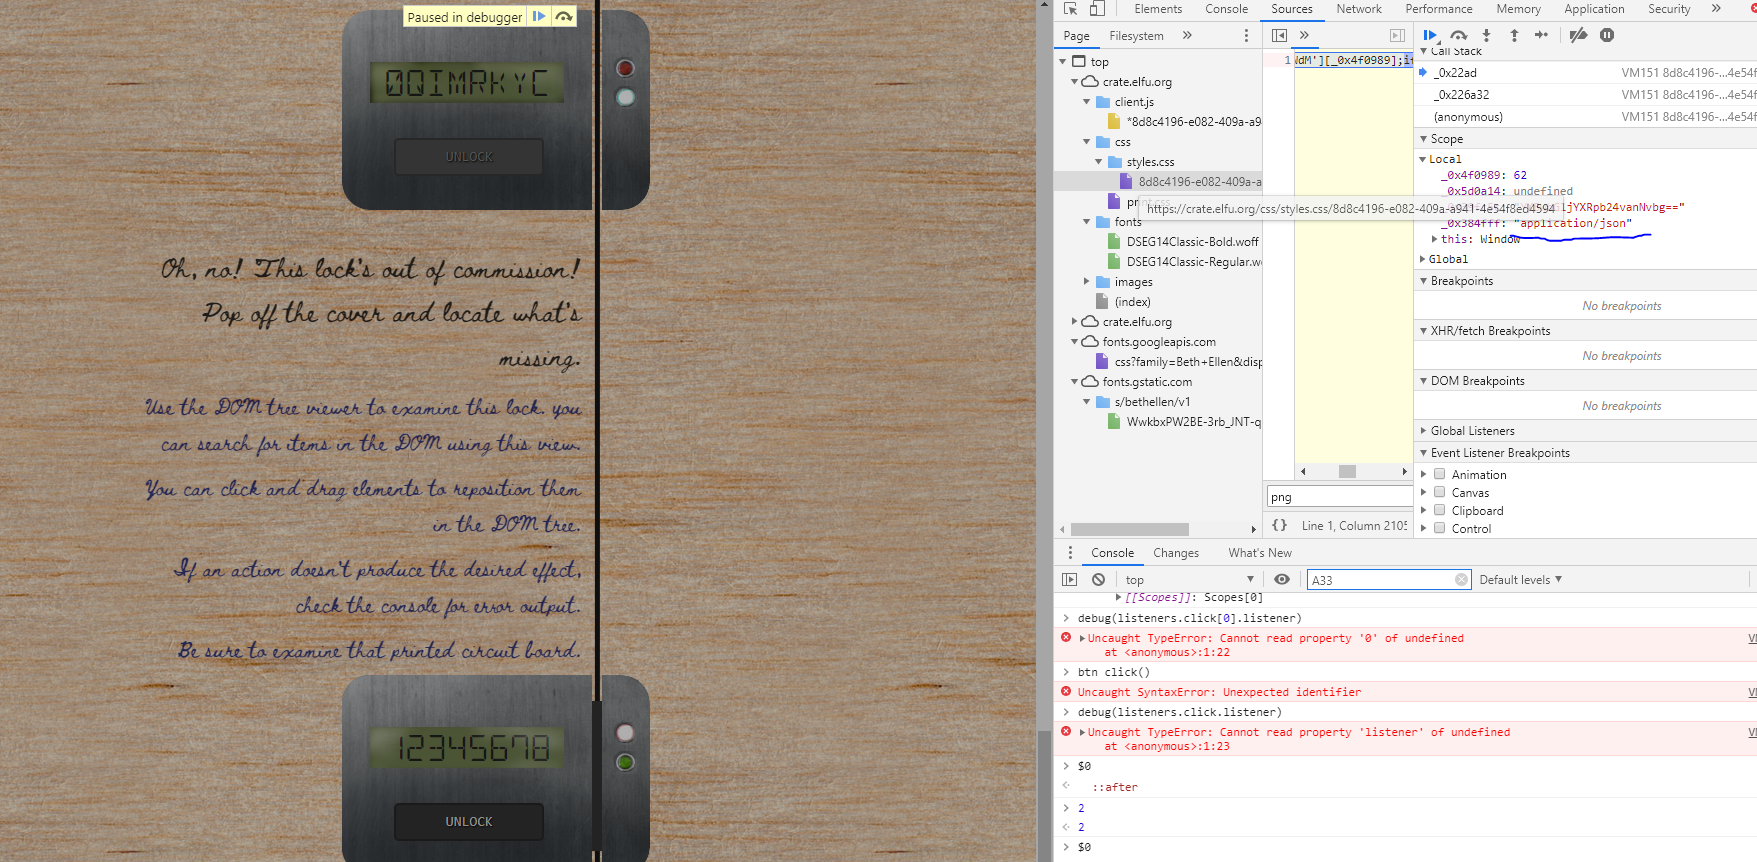 Paused in debugger
0QIMRKYC
UNLOCK
Oh, no! This lock's out of commission!
Pop off the cover and locate what's
missing.
Use the DOM tree viewer to examine this lock. you
can search for items in the DOM using this view.
You can click and drag elements to reposition them
in the DOM tree.
If an action doesn't produce the desired effect,
check the console for error output.
Be sure to examine that printed circuit board.
12345678
UNLOCK
Elements Console Sources Network Performance Memory Application Security »
Page Filesystem »
top
crate.elfu.org
client.js
*8d8c4196-e082-409a-a9
css
styles.css
8d8c4196-e082-409a-a
https://crate.elfu.org/css/styles.css/8d8c4196-e082-409a-a941-4e54f8ed4594
fonts
DSEG14Classic-Bold.woff
DSEG14Classic-Regular.w
images
(index)
crate.elfu.org
fonts.googleapis.com
css?family=Beth+Ellen&disp
fonts.gstatic.com
s/bethellen/v1
WwkbxPW2BE-3rb_JNT-q
»
1 dM'][_0x4f0989];i
png
{} Line 1, Column 2105
Call Stack
_0x22ad VM151 8d8c4196-…4e54f
_0x226a32 VM151 8d8c4196-…4e54f
(anonymous) VM151 8d8c4196-…4e54f
Scope
Local
_0x4f0989: 62
_0x5d0a14: undefined
ljYXRpb24vanNvbg=="
_0x384fff: "application/json"
this: Window
Global
Breakpoints
No breakpoints
XHR/fetch Breakpoints
No breakpoints
DOM Breakpoints
No breakpoints
Global Listeners
Event Listener Breakpoints
Animation
Canvas
Clipboard
Control
Console Changes What's New
top A33 Default levels
[[Scopes]]: Scopes[0]
> debug(listeners.click[0].listener)
Uncaught TypeError: Cannot read property '0' of undefined
at <anonymous>:1:22
> btn click()
Uncaught SyntaxError: Unexpected identifier
> debug(listeners.click.listener)
Uncaught TypeError: Cannot read property 'listener' of undefined
at <anonymous>:1:23
> $0
::after
> 2
2
> $0